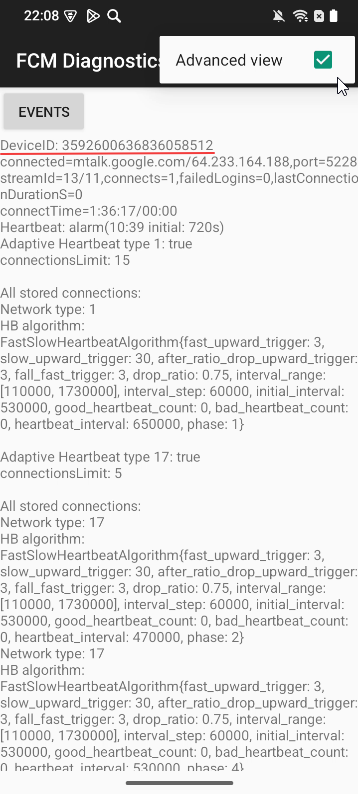 22:08
FCM Diagnostics
Advanced view
EVENTS
DeviceID: 3592600636836058512
connected=mtalk.google.com/64.233.164.188,port=5228
streamId=13/11,connects=1,failedLogins=0,lastConnectio
nDurationS=0
connectTime=1:36:17/00:00
Heartbeat: alarm(10:39 initial: 720s)
Adaptive Heartbeat type 1: true
connectionsLimit: 15
All stored connections:
Network type: 1
HB algorithm:
FastSlowHeartbeatAlgorithm{fast_upward_trigger: 3,
slow_upward_trigger: 30, after_ratio_drop_upward_trigger:
3, fall_fast_trigger: 3, drop_ratio: 0.75, interval_range:
[110000, 1730000], interval_step: 60000, initial_interval:
530000, good_heartbeat_count: 0, bad_heartbeat_count:
0, heartbeat_interval: 650000, phase: 1}
Adaptive Heartbeat type 17: true
connectionsLimit: 5
All stored connections:
Network type: 17
HB algorithm:
FastSlowHeartbeatAlgorithm{fast_upward_trigger: 3,
slow_upward_trigger: 30, after_ratio_drop_upward_trigger:
3, fall_fast_trigger: 3, drop_ratio: 0.75, interval_range:
[110000, 1730000], interval_step: 60000, initial_interval:
530000, good_heartbeat_count: 0, bad_heartbeat_count:
0, heartbeat_interval: 470000, phase: 2}
Network type: 17
HB algorithm:
FastSlowHeartbeatAlgorithm{fast_upward_trigger: 3,
slow_upward_trigger: 30, after_ratio_drop_upward_trigger:
3, fall_fast_trigger: 3, drop_ratio: 0.75, interval_range:
[110000, 1730000], interval_step: 60000, initial_interval:
530000, good_heartbeat_count: 0, bad_heartbeat_count:
0, heartbeat_interval: 530000, phase: 4}